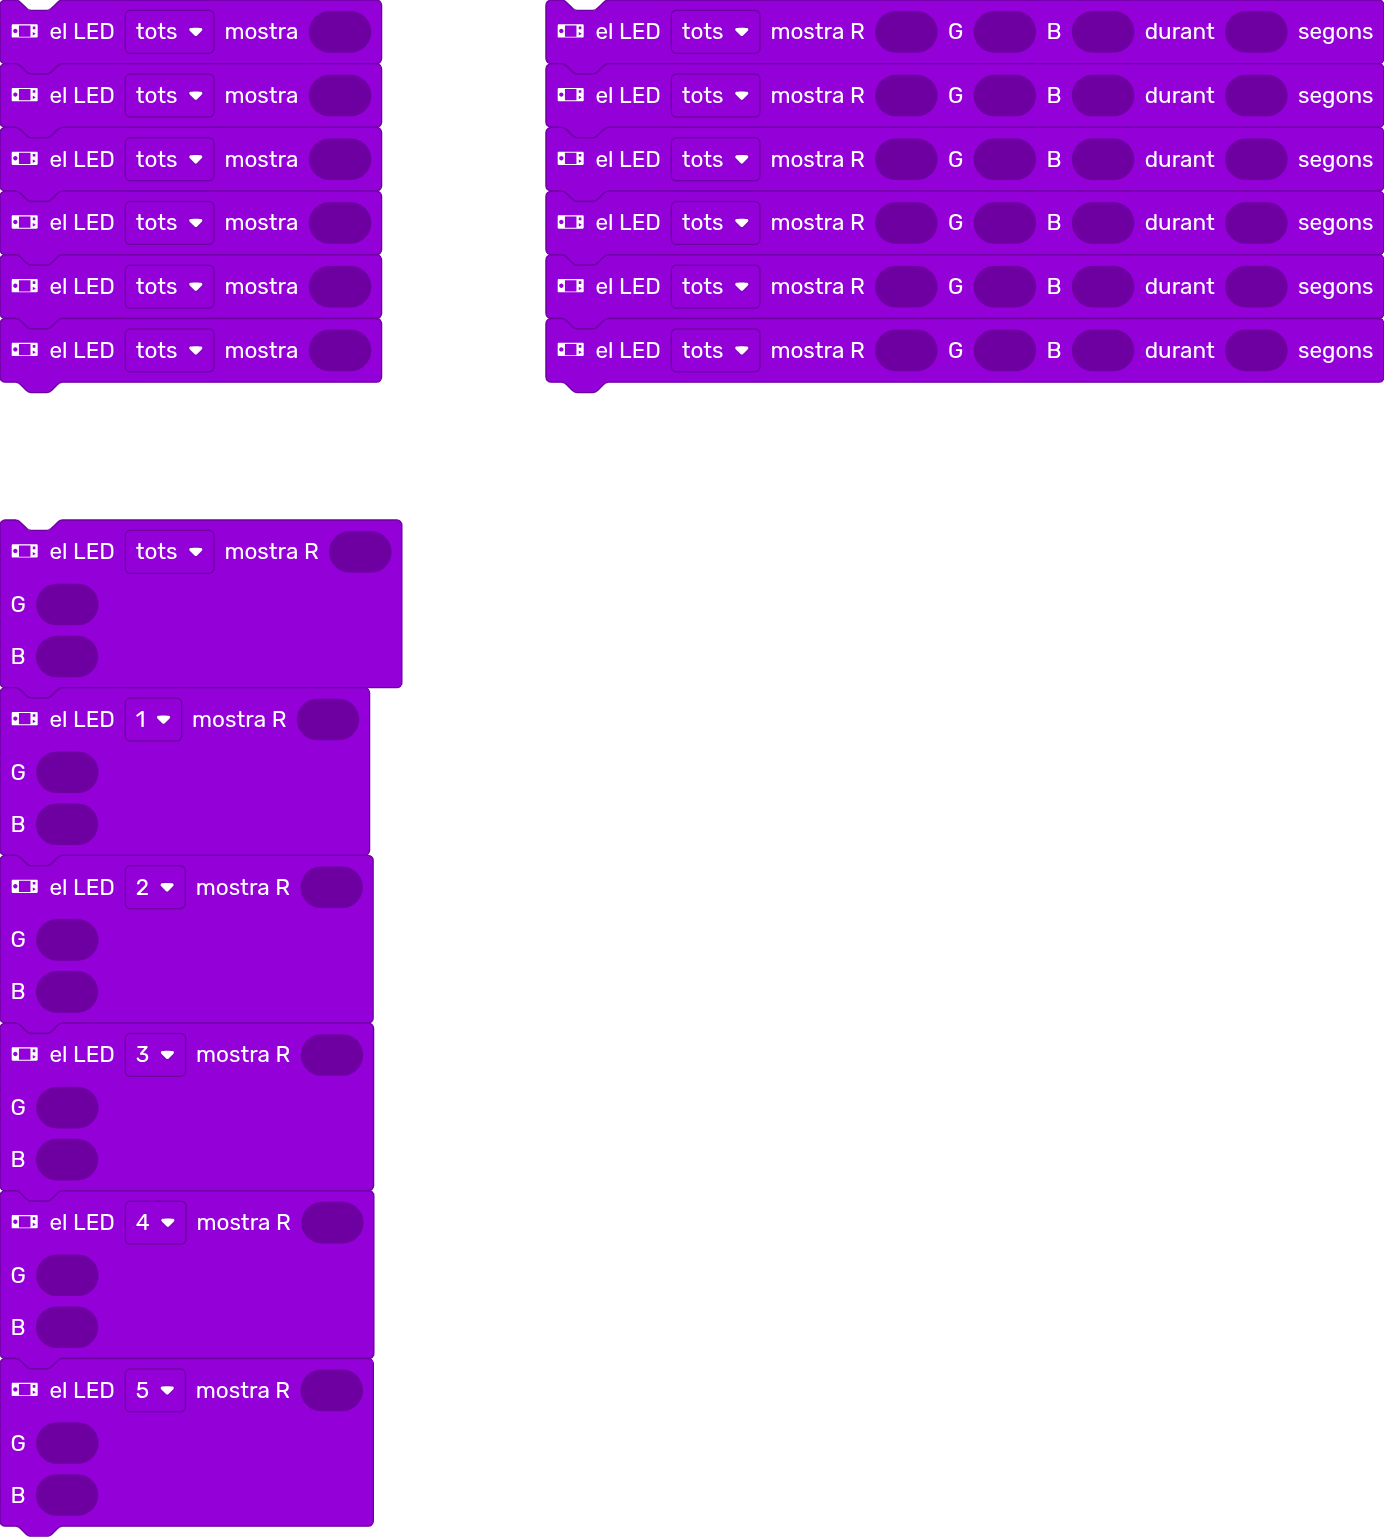 el LED tots mostra
el LED tots mostra
el LED tots mostra
el LED tots mostra
el LED tots mostra
el LED tots mostra
el LED tots mostra R G B durant segons
el LED tots mostra R G B durant segons
el LED tots mostra R G B durant segons
el LED tots mostra R G B durant segons
el LED tots mostra R G B durant segons
el LED tots mostra R G B durant segons
el LED tots mostra R
G
B
el LED 1 mostra R
G
B
el LED 2 mostra R
G
B
el LED 3 mostra R
G
B
el LED 4 mostra R
G
B
el LED 5 mostra R
G
B